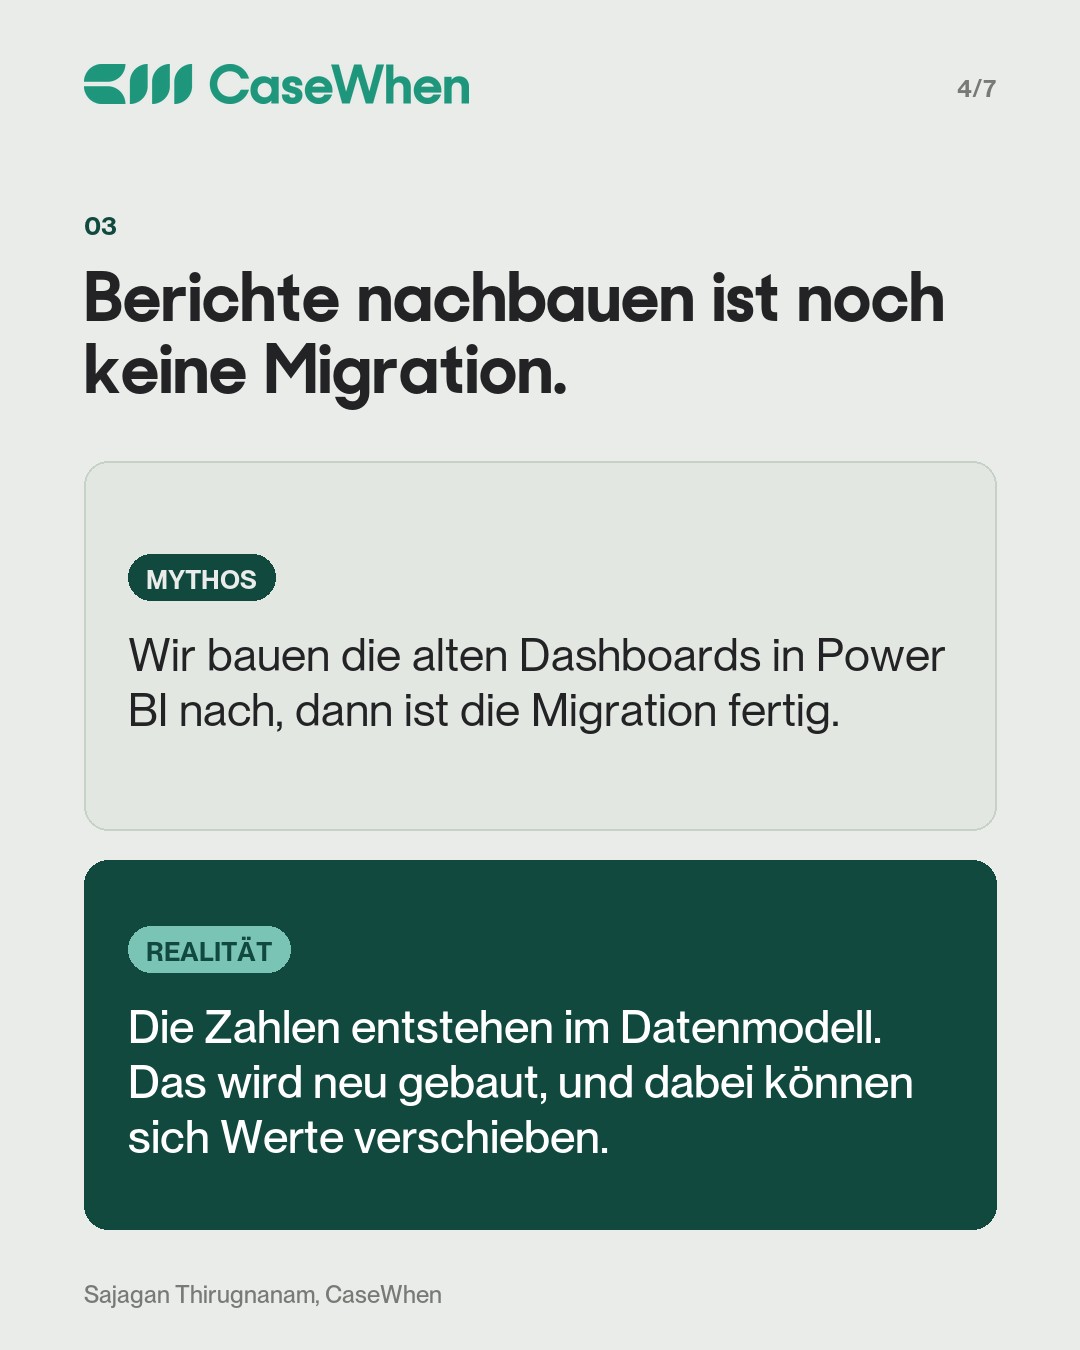 CaseWhen
4/7
03
Berichte nachbauen ist noch
keine Migration.
MYTHOS
Wir bauen die alten Dashboards in Power
BI nach, dann ist die Migration fertig.
REALITÄT
Die Zahlen entstehen im Datenmodell.
Das wird neu gebaut, und dabei können
sich Werte verschieben.
Sajagan Thirugnanam, CaseWhen